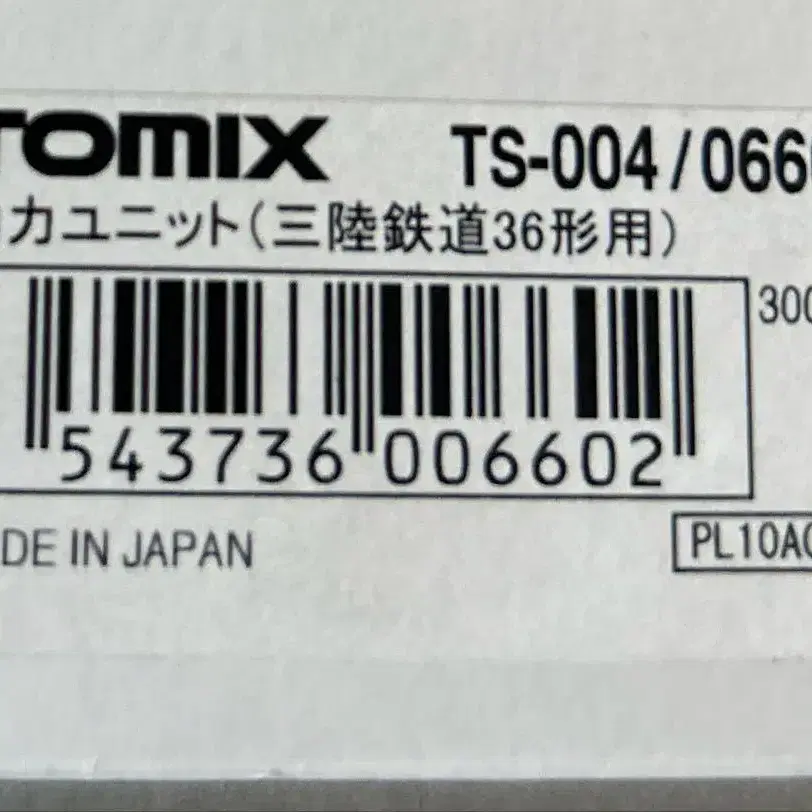 TOMIX TS-004/066
力ユニット(三陸鉄道36形用)
300
543736 006602
DE IN JAPAN
PL10A